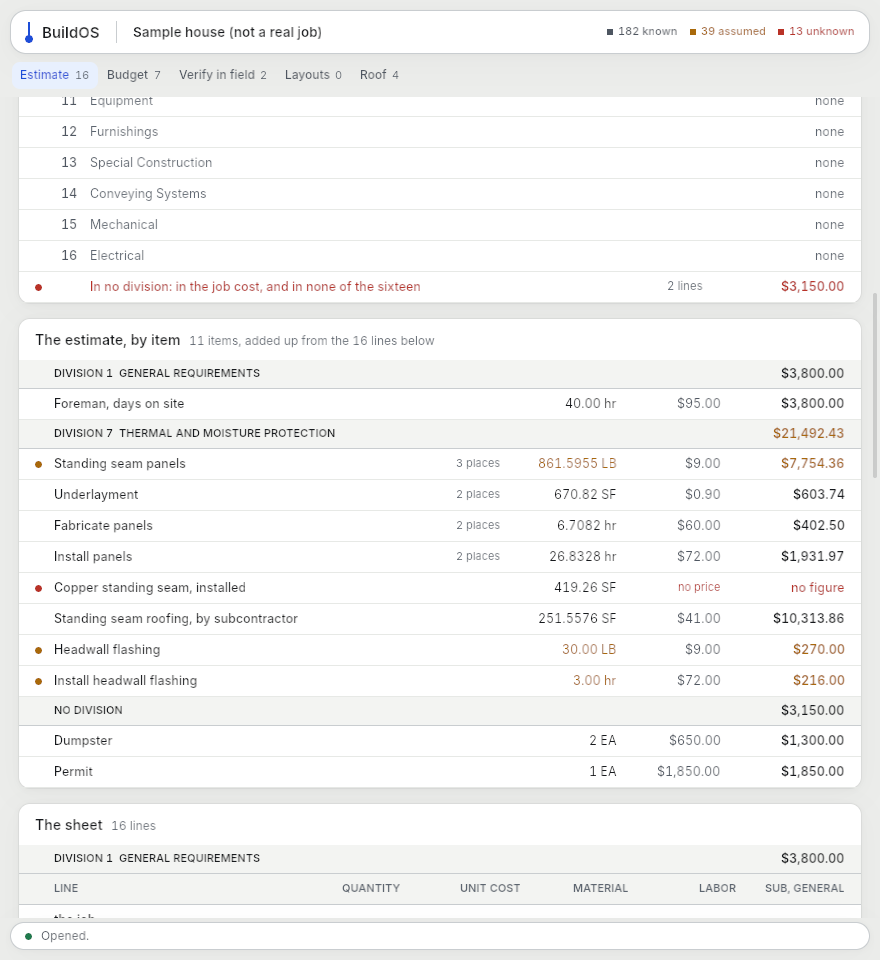 BuildOS Sample house (not a real job) 182 known 39 assumed 13 unknown
Estimate 16 Budget 7 Verify in field 2 Layouts 0 Roof 4
11 Equipment none
12 Furnishings none
13 Special Construction none
14 Conveying Systems none
15 Mechanical none
16 Electrical none
In no division: in the job cost, and in none of the sixteen 2 lines $3,150.00
The estimate, by item 11 items, added up from the 16 lines below
DIVISION 1 GENERAL REQUIREMENTS $3,800.00
Foreman, days on site 40.00 hr $95.00 $3,800.00
DIVISION 7 THERMAL AND MOISTURE PROTECTION $21,492.43
Standing seam panels 3 places 861.5955 LB $9.00 $7,754.36
Underlayment 2 places 670.82 SF $0.90 $603.74
Fabricate panels 2 places 6.7082 hr $60.00 $402.50
Install panels 2 places 26.8328 hr $72.00 $1,931.97
Copper standing seam, installed 419.26 SF no price no figure
Standing seam roofing, by subcontractor 251.5576 SF $41.00 $10,313.86
Headwall flashing 30.00 LB $9.00 $270.00
Install headwall flashing 3.00 hr $72.00 $216.00
NO DIVISION $3,150.00
Dumpster 2 EA $650.00 $1,300.00
Permit 1 EA $1,850.00 $1,850.00
The sheet 16 lines
DIVISION 1 GENERAL REQUIREMENTS $3,800.00
LINE QUANTITY UNIT COST MATERIAL LABOR SUB, GENERAL
the job
Opened.